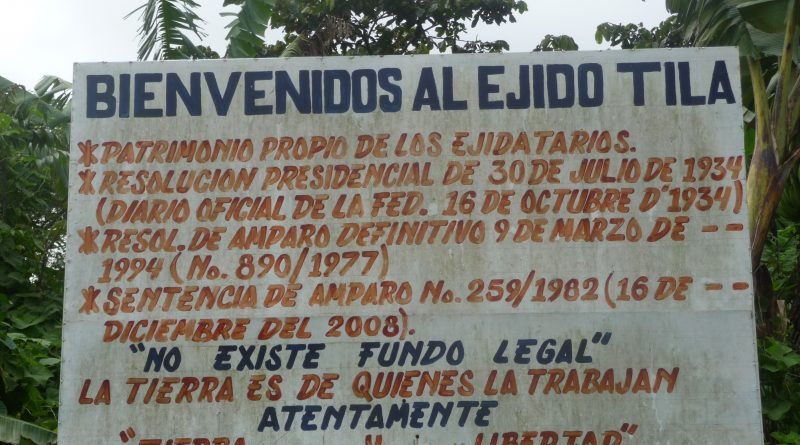 BIENVENIDOS AL EJIDO TILA
*PATRIMONIO PROPIO DE LOS EJIDATARIOS.
*RESOLUCION PRESIDENCIAL DE 30 DE JULIO DE 1934
(DIARIO OFICIAL DE LA FED. 16 DE OCTUBRE D'1934)
*RESOL. DE AMPARO DEFINITIVO 9 DE MARZO DE - -
1994 (No. 890/1977)
*SENTENCIA DE AMPARO No. 259/1982 (16 DE - -
DICIEMBRE DEL 2008).
"NO EXISTE FUNDO LEGAL"
LA TIERRA ES DE QUIENES LA TRABAJAN
ATENTAMENTE
"TIERRA LIBERTAD"